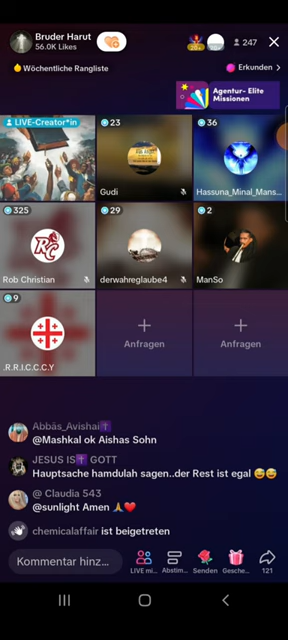 Bruder Harut
56.0K Likes
247
Wöchentliche Rangliste
Erkunden
Agentur- Elite
Missionen
LIVE-Creator*in
23
Gudi
36
Hassuna_Minal_Mans...
325
RC
Rob Christian
29
derwahreglaube4
2
ManSo
9
.R.R.I.C.C.C.Y
Anfragen
Anfragen
Abbās_Avishai✝️
@Mashkal ok Aishas Sohn
JESUS IS✝️ GOTT
Hauptsache hamdulah sagen..der Rest ist egal 😅😅
@ Claudia 543
@sunlight Amen 🙏❤️
chemicalaffair ist beigetreten
Kommentar hinz...
LIVE mi...
Abstim...
Senden
Gesche...
121